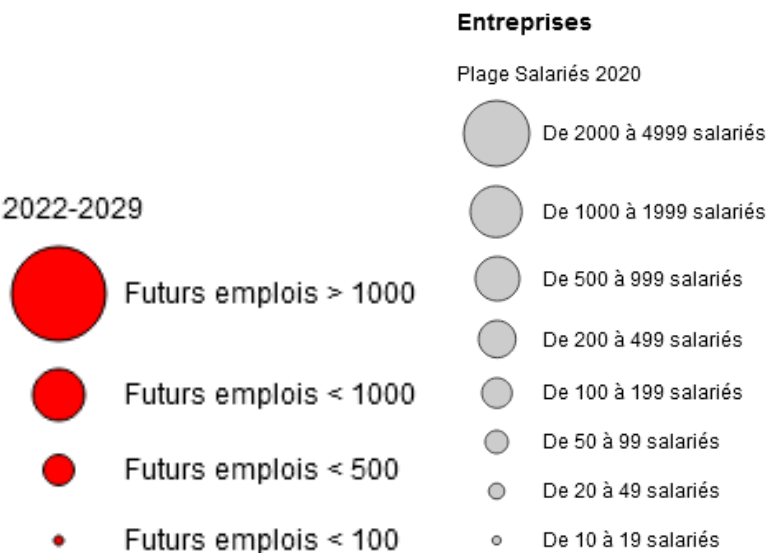 2022-2029
Futurs emplois > 1000
Futurs emplois < 1000
Futurs emplois < 500
Futurs emplois < 100
Entreprises
Plage Salariés 2020
De 2000 à 4999 salariés
De 1000 à 1999 salariés
De 500 à 999 salariés
De 200 à 499 salariés
De 100 à 199 salariés
De 50 à 99 salariés
De 20 à 49 salariés
De 10 à 19 salariés